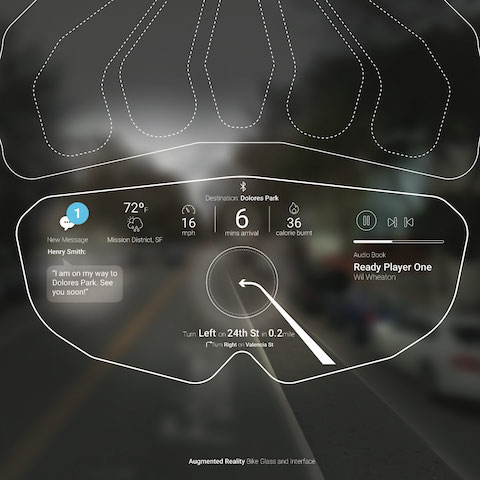 Destination: Dolores Park
1
New Message
Henry Smith:
"I am on my way to
Dolores Park. See
you soon!"
72°F
Mission District, SF
16
mph
6
mins arrival
36
calorie burnt
Audio Book
Ready Player One
Will Wheaton
Turn Left on 24th St in 0.2mile
Turn Right on Valencia St
Augmented Reality Bike Glass and Interface